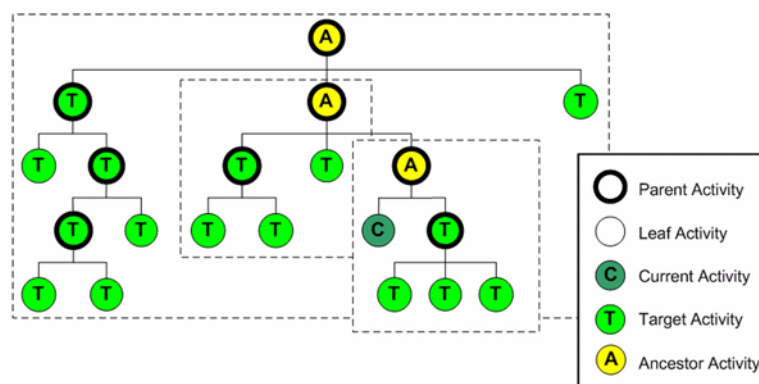 A
T A T
T T T T A
T T T T C T
T T T T T
Parent Activity
Leaf Activity
C Current Activity
T Target Activity
A Ancestor Activity